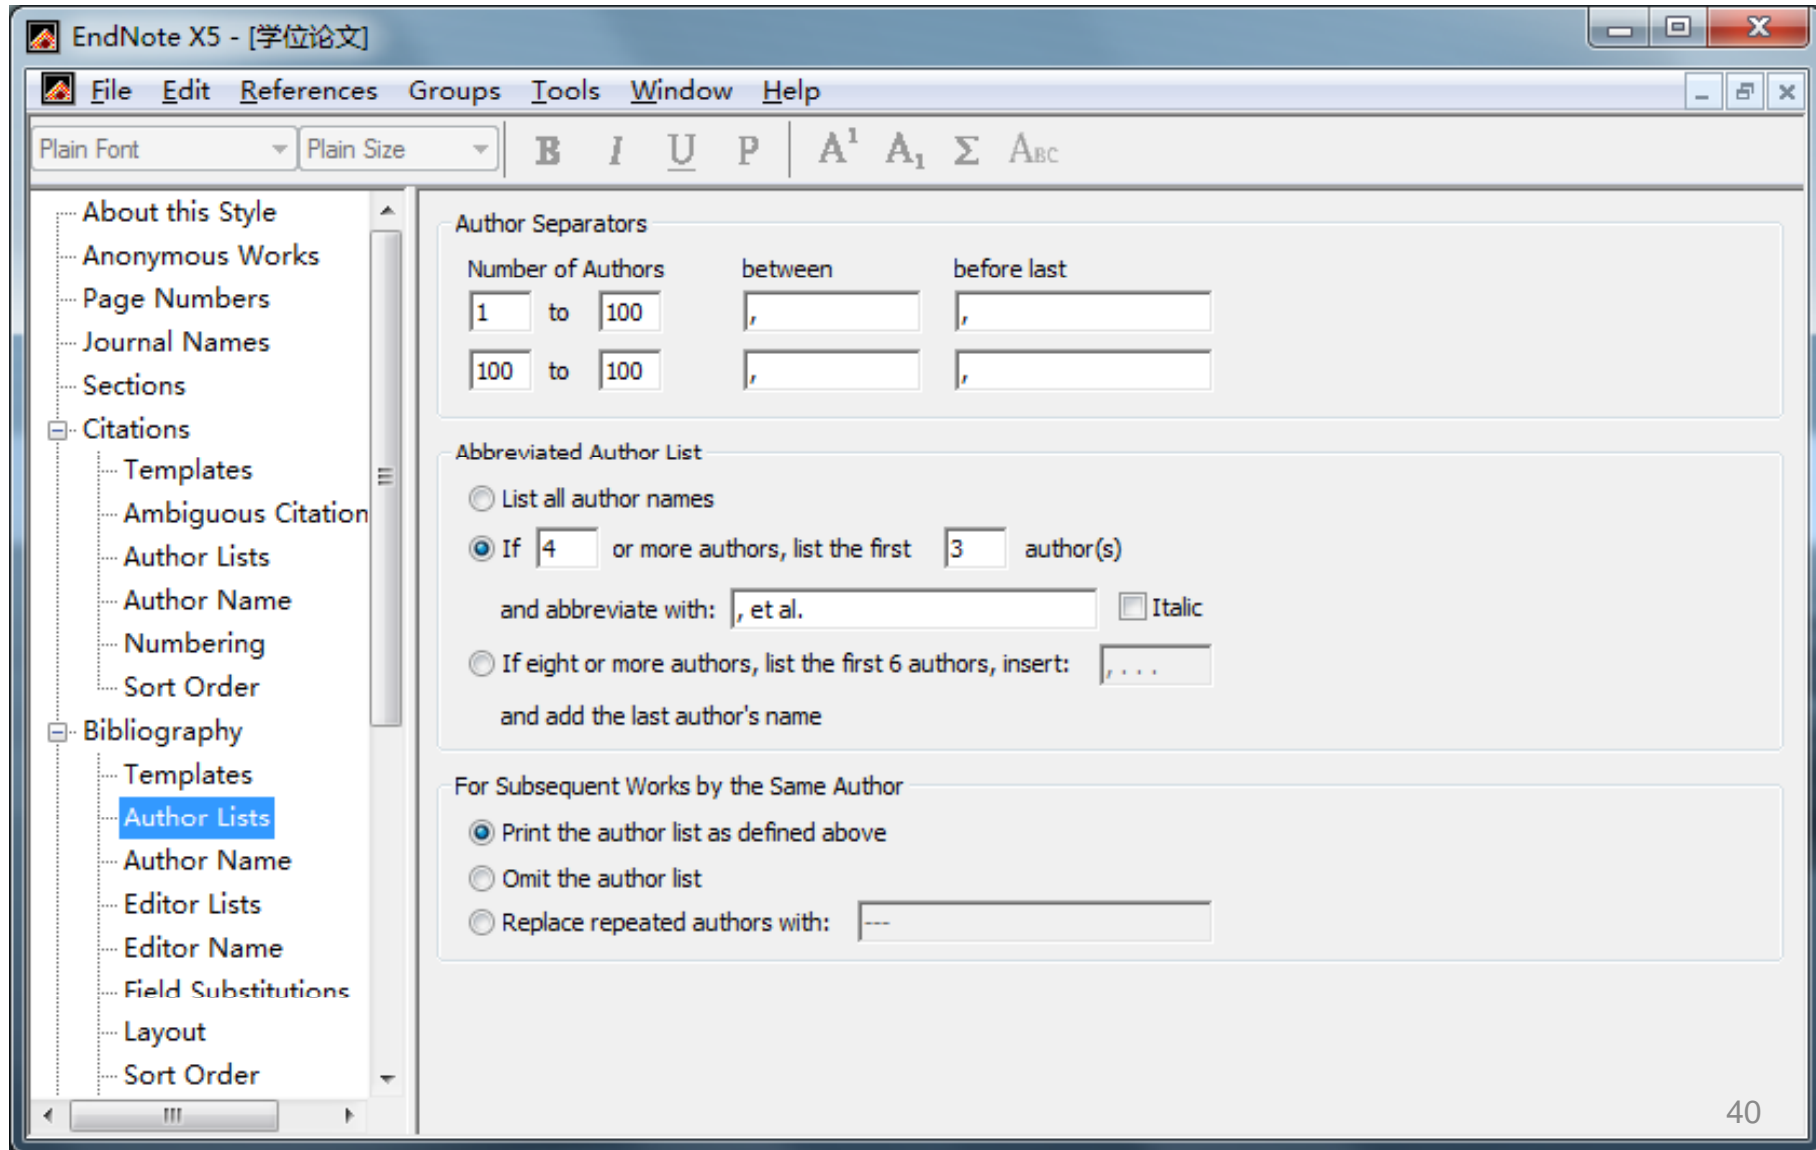 EndNote X5 - [学位论文]
File Edit References Groups Tools Window Help
Plain Font Plain Size B I U P A¹ A₁ Σ ABC
About this Style
Anonymous Works
Page Numbers
Journal Names
Sections
Citations
Templates
Ambiguous Citation
Author Lists
Author Name
Numbering
Sort Order
Bibliography
Templates
Author Lists
Author Name
Editor Lists
Editor Name
Field Substitutions
Layout
Sort Order
Author Separators
Number of Authors between before last
1 to 100 , ,
100 to 100 , ,
Abbreviated Author List
List all author names
If 4 or more authors, list the first 3 author(s)
and abbreviate with: , et al. Italic
If eight or more authors, list the first 6 authors, insert: , . . .
and add the last author's name
For Subsequent Works by the Same Author
Print the author list as defined above
Omit the author list
Replace repeated authors with: ---
40